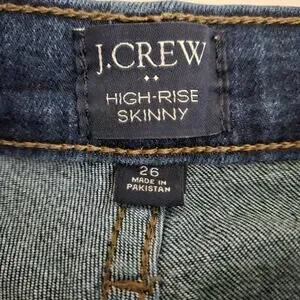 J.CREW
HIGH-RISE
SKINNY
26
MADE IN
PAKISTAN